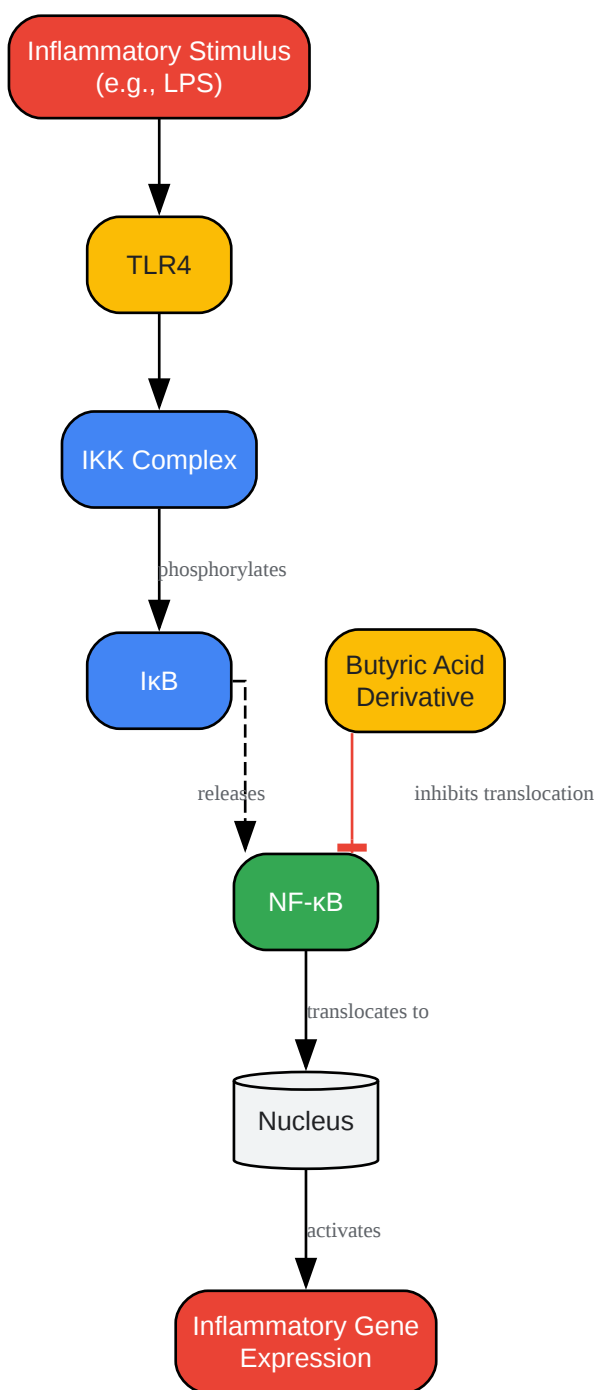 Inflammatory Stimulus
(e.g., LPS)
TLR4
IKK Complex
phosphorylates
IκB
Butyric Acid
Derivative
releases
inhibits translocation
NF-κB
translocates to
Nucleus
activates
Inflammatory Gene
Expression